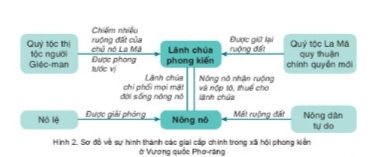 Quý tộc thị
tộc người
Giéc-man
Chiếm nhiều
ruộng đất của
chủ nô La Mã
Được phong
tước vị
Lãnh chúa
phong kiến
Được giữ lại
ruộng đất
Quý tộc La Mã
quy thuận
chính quyền mới
Lãnh chúa
chi phối mọi mặt
đời sống nông nô
Nông nô nhận ruộng
và nộp tô, thuế cho
lãnh chúa
Nô lệ
Được giải phóng
Nông nô
Mất ruộng đất
Nông dân
tự do
Hình 2. Sơ đồ về sự hình thành các giai cấp chính trong xã hội phong kiến
ở Vương quốc Phơ-răng